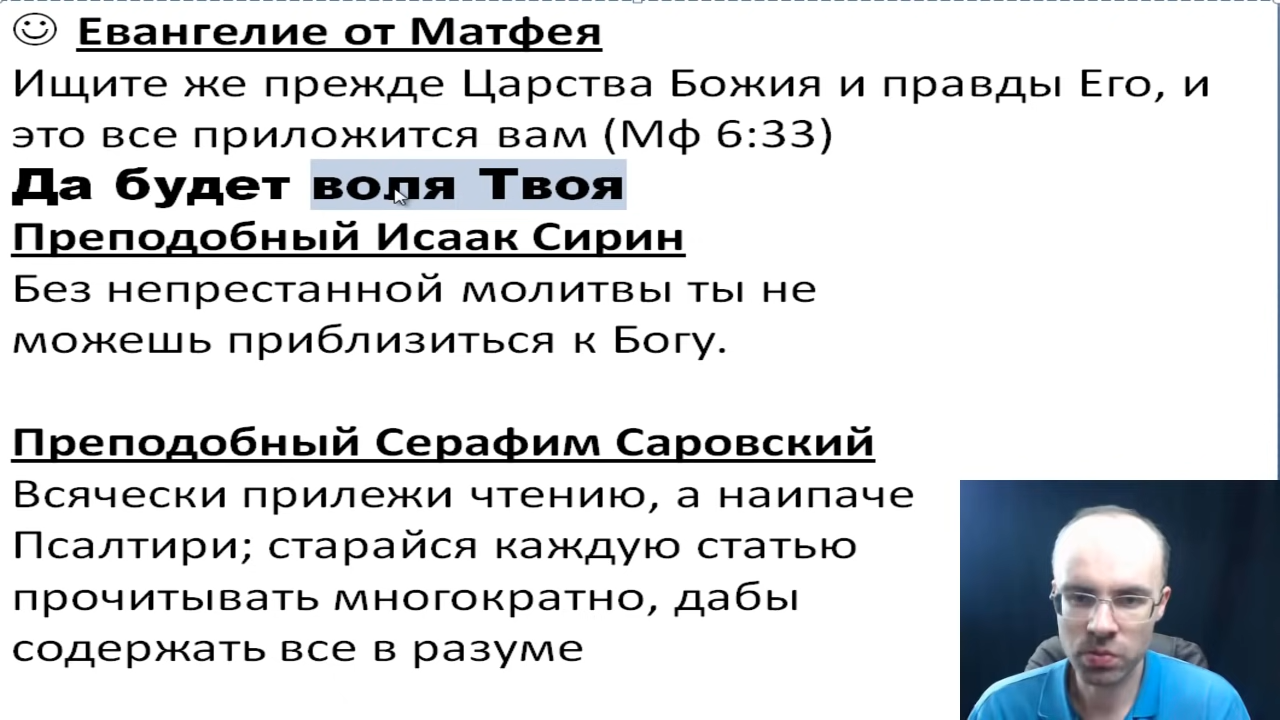 ☺ Евангелие от Матфея
Ищите же прежде Царства Божия и правды Его, и
это все приложится вам (Мф 6:33)
Да будет воля Твоя
Преподобный Исаак Сирин
Без непрестанной молитвы ты не
можешь приблизиться к Богу.
Преподобный Серафим Саровский
Всячески прилежи чтению, а наипаче
Псалтири; старайся каждую статью
прочитывать многократно, дабы
содержать все в разуме